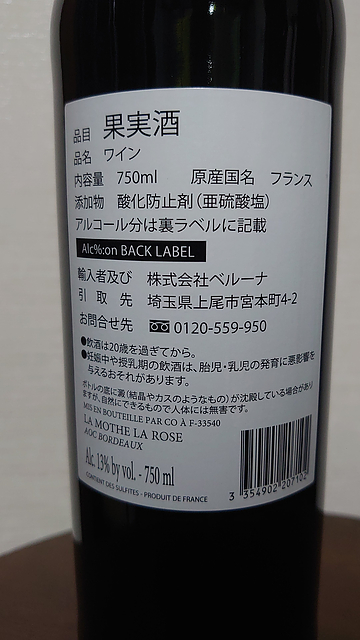 品目 果実酒
品名 ワイン
内容量 750ml 原産国名 フランス
添加物 酸化防止剤(亜硫酸塩)
アルコール分は裏ラベルに記載
Alc%:on BACK LABEL
輸入者及び 株式会社ベルーナ
引取先 埼玉県上尾市宮本町4-2
お問合せ先 0120-559-950
●飲酒は20歳を過ぎてから。
●妊娠中や授乳期の飲酒は、胎児・乳児の発育に悪影響を
与えるおそれがあります。
ボトルの底に澱(結晶やカスのようなもの)が沈殿している場合があり
ますが、自然にできるもので人体には無害です。
MIS EN BOUTEILLE PAR CO À F-33540
LA MOTHE LA ROSE
AOC BORDEAUX
Alc. 13% by vol. - 750 ml
CONTIENT DES SULFITES - PRODUIT DE FRANCE
3 354902 207102